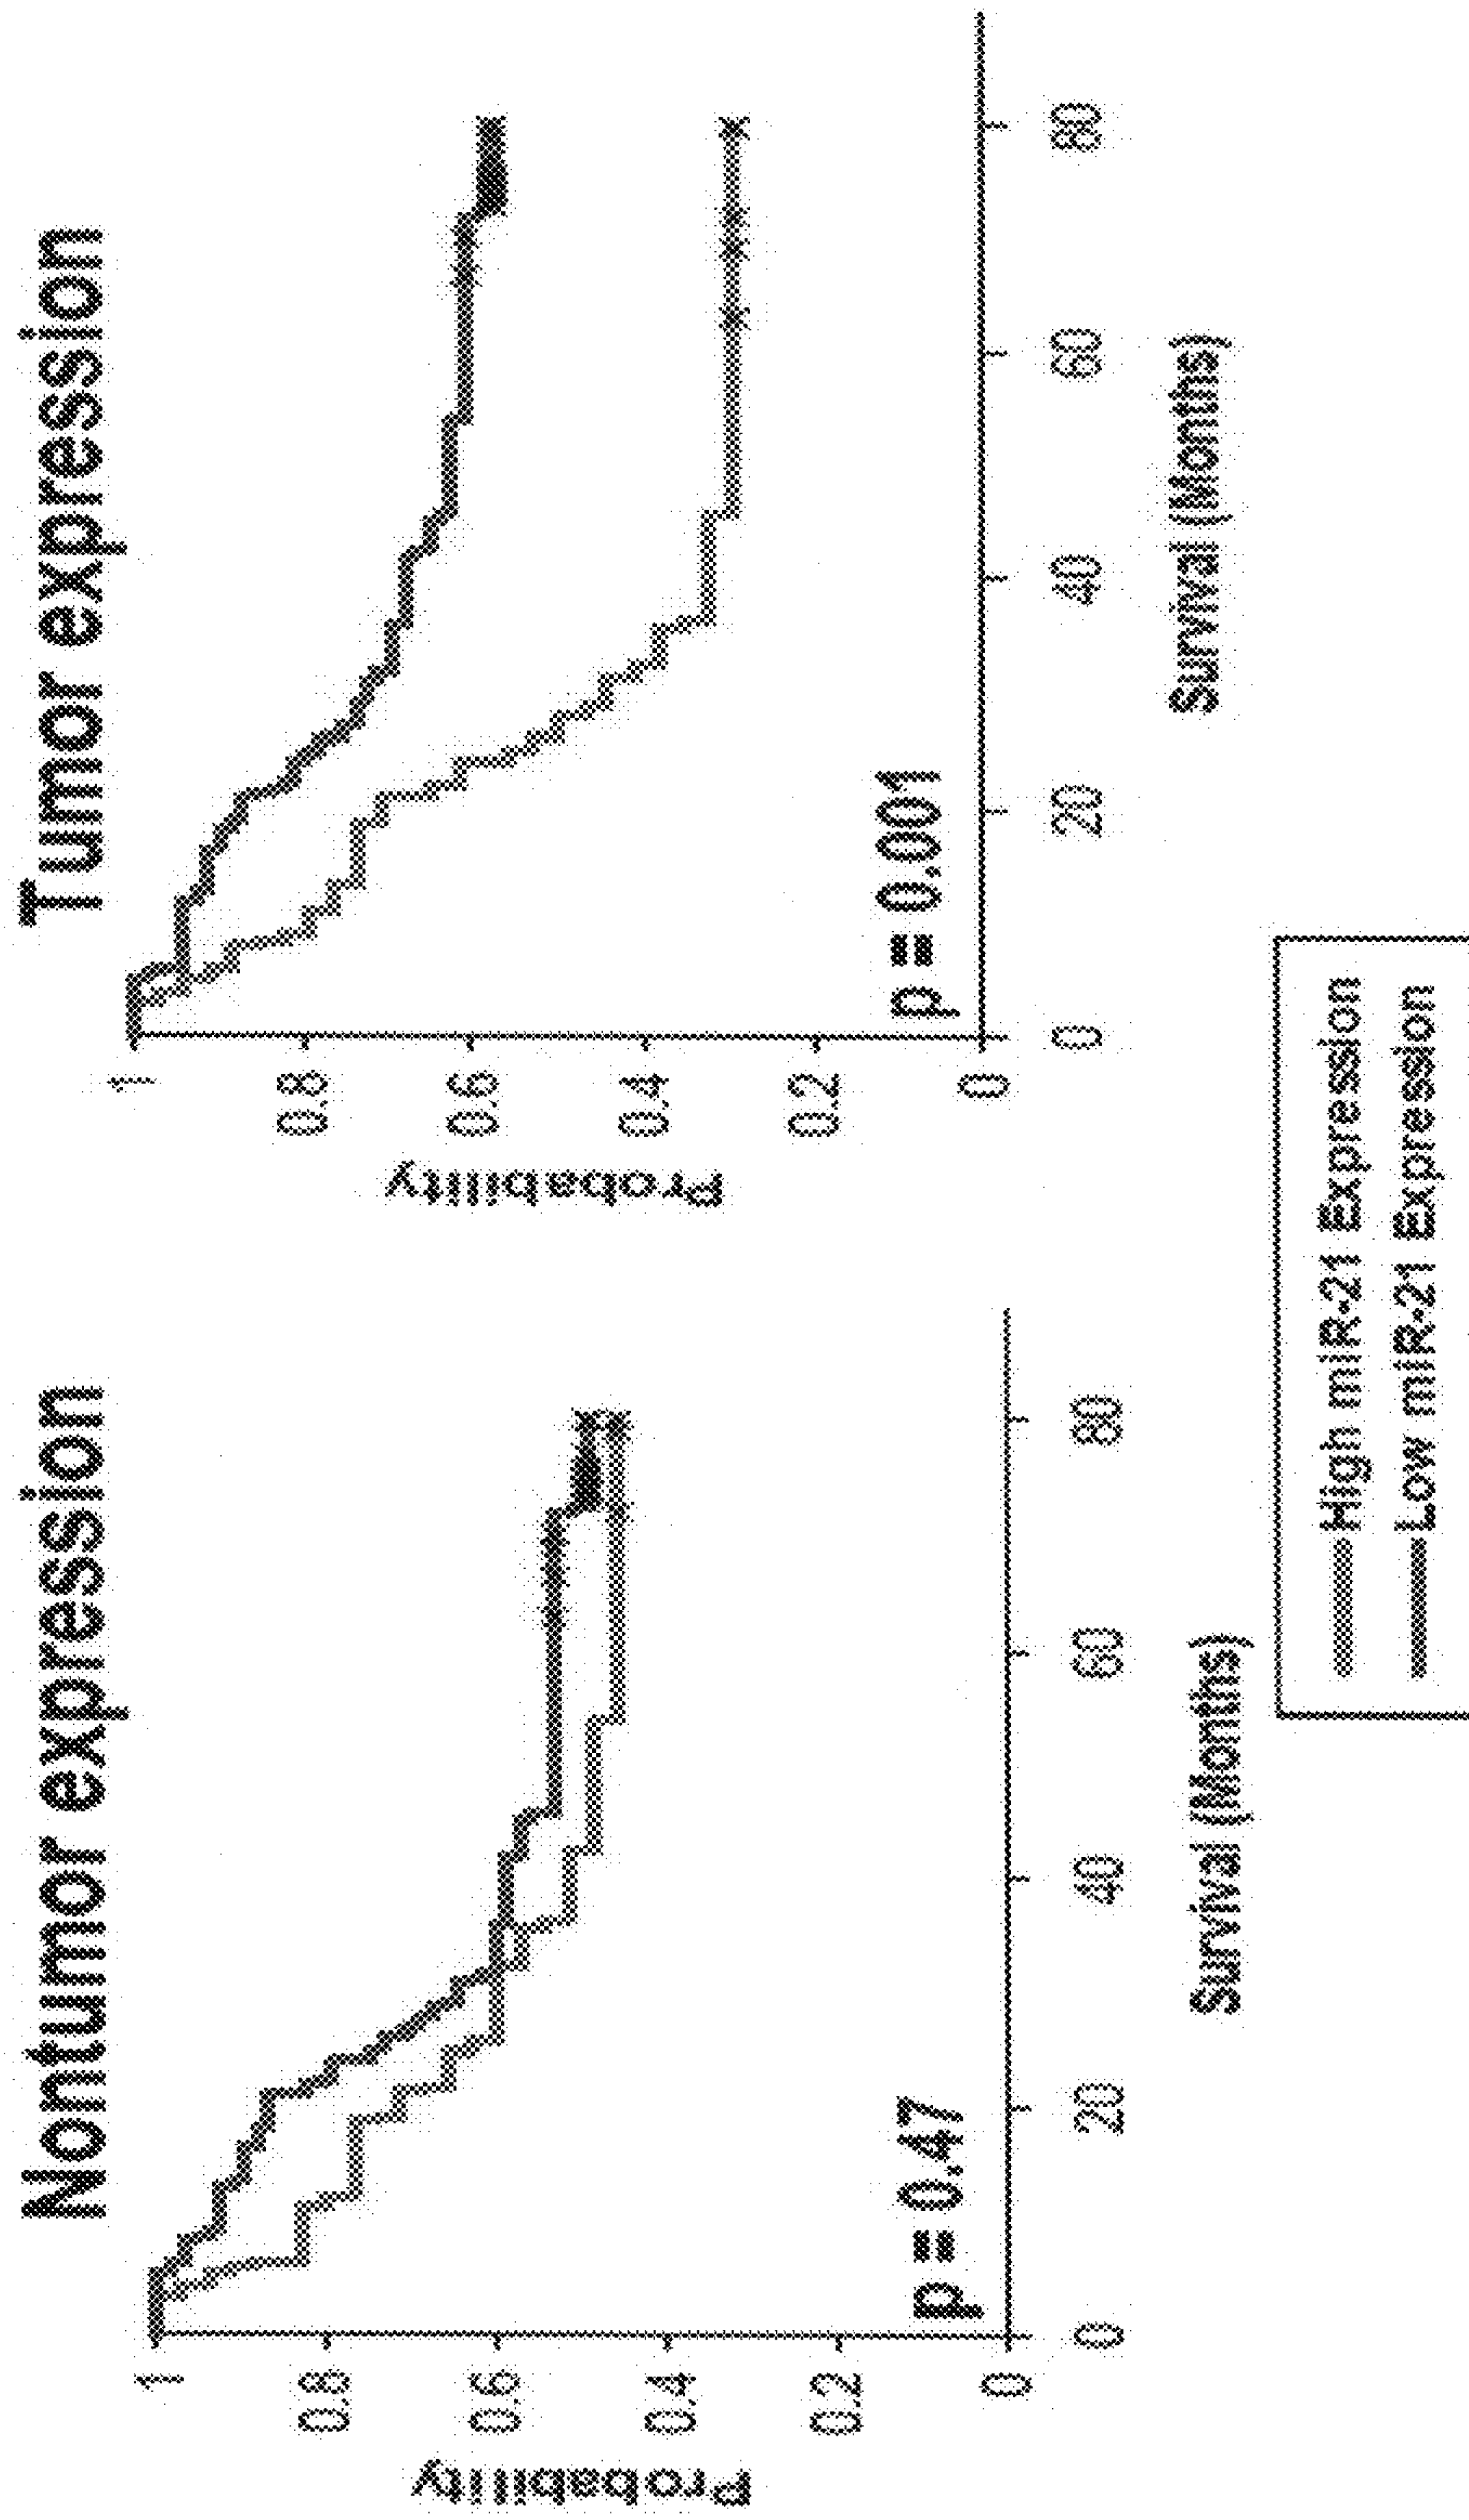 Nontumor expression
Probability
1
0.8
0.6
0.4
0.2
0
p = 0.47
0
20
40
60
80
Survival (Months)
Tumor expression
Probability
1
0.8
0.6
0.4
0.2
0
p = 0.001
0
20
40
60
80
Survival (Months)
High miR-21 Expression
Low miR-21 Expression